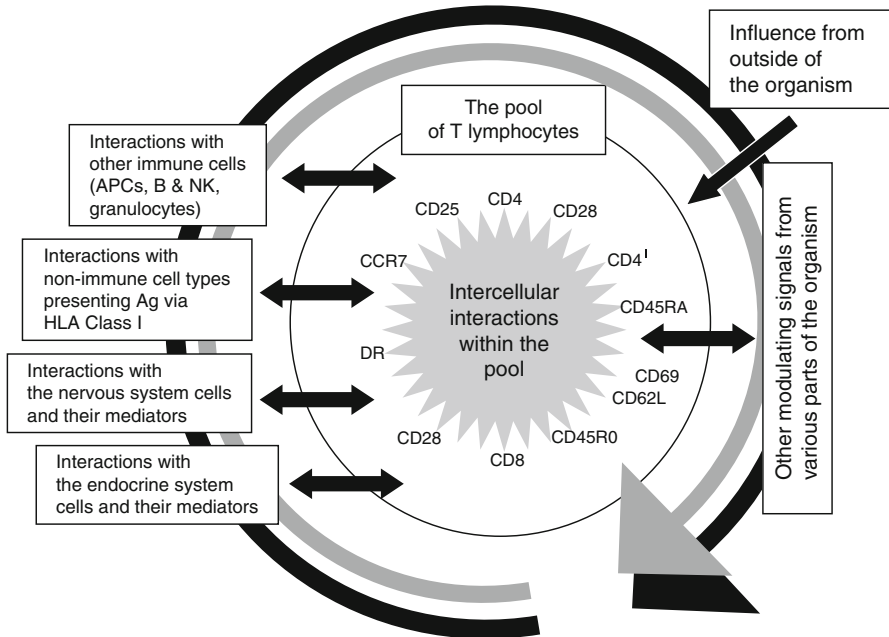 Influence from
outside of
the organism
The pool
of T lymphocytes
Interactions with
other immune cells
(APCs, B & NK,
granulocytes)
Interactions with
non-immune cell types
presenting Ag via
HLA Class I
Interactions with
the nervous system cells
and their mediators
Interactions with
the endocrine system
cells and their mediators
CD25
CD4
CD28
CCR7
CD4ˡ
CD45RA
DR
CD69
CD62L
CD28
CD8
CD45R0
Intercellular
interactions
within the
pool
Other modulating signals from
various parts of the organism